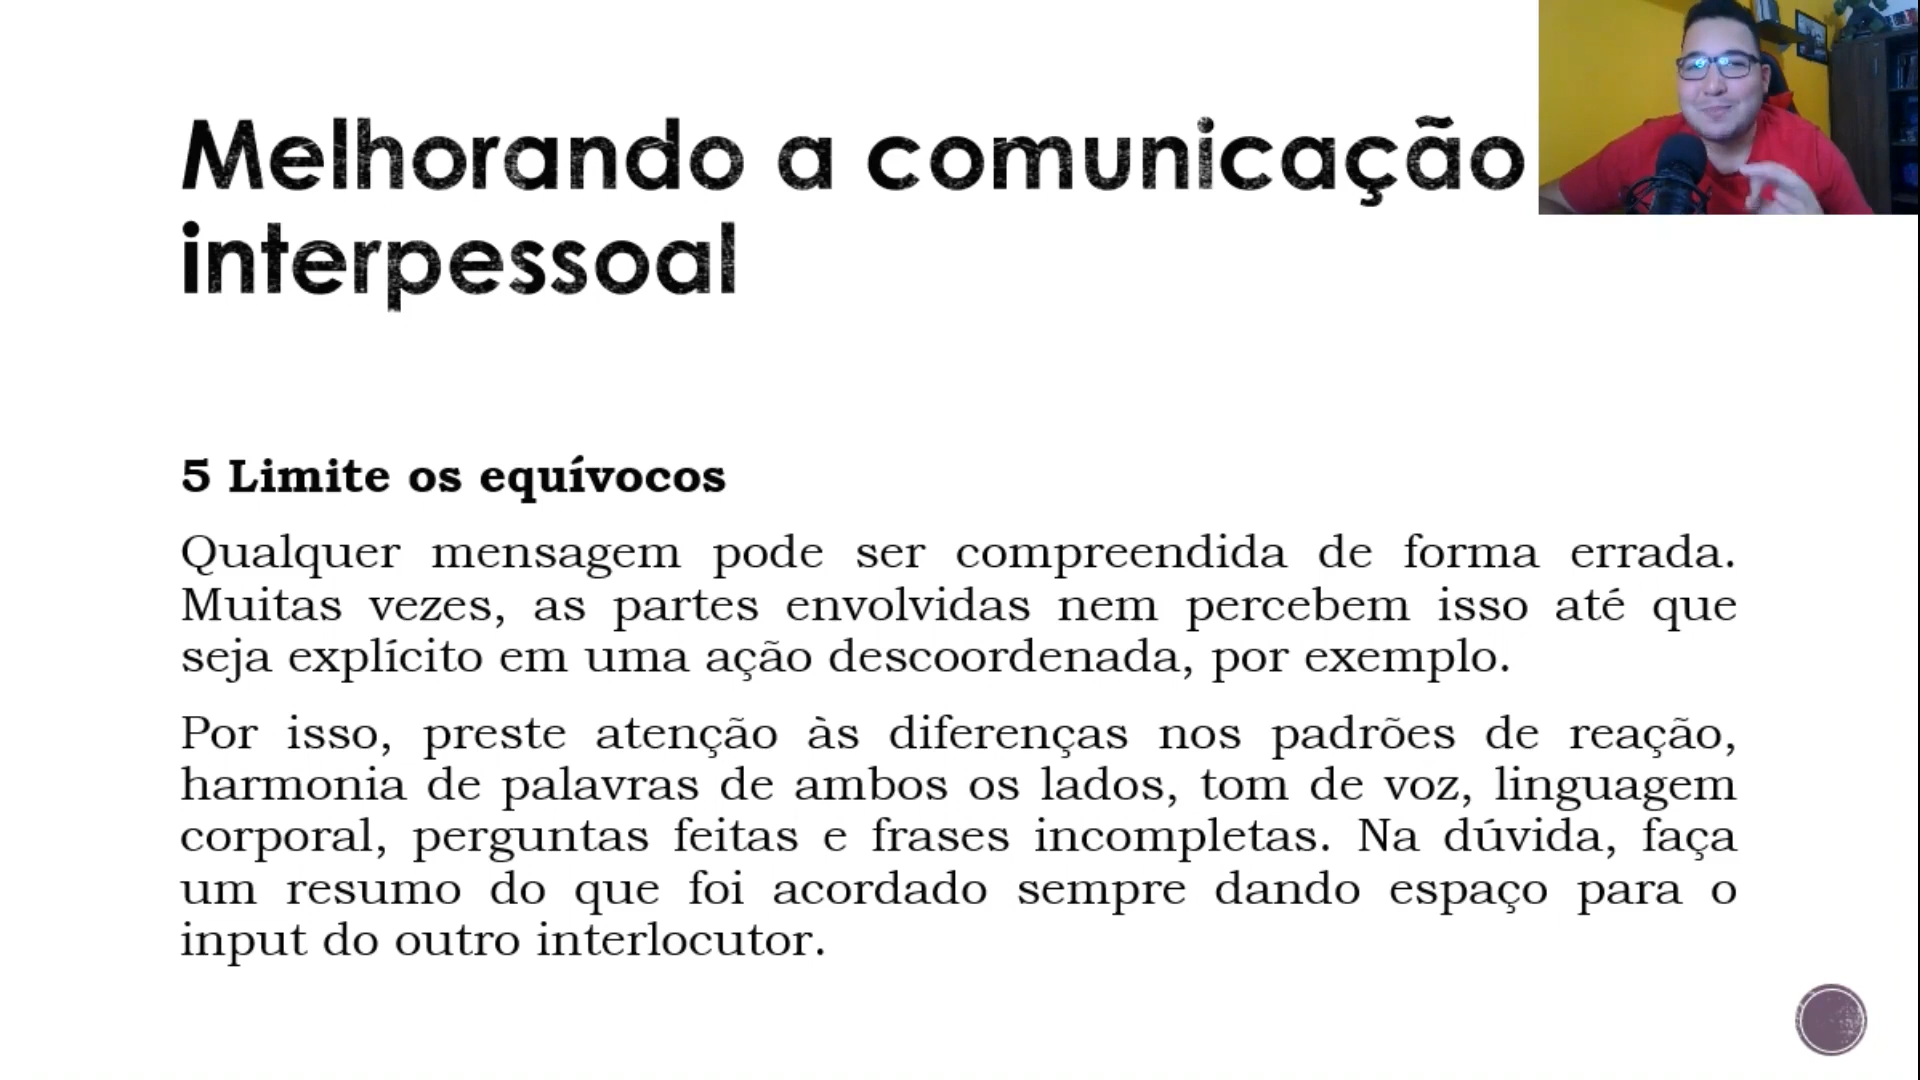 Melhorando a comunicação
interpessoal
5 Limite os equívocos
Qualquer mensagem pode ser compreendida de forma errada.
Muitas vezes, as partes envolvidas nem percebem isso até que
seja explícito em uma ação descoordenada, por exemplo.
Por isso, preste atenção às diferenças nos padrões de reação,
harmonia de palavras de ambos os lados, tom de voz, linguagem
corporal, perguntas feitas e frases incompletas. Na dúvida, faça
um resumo do que foi acordado sempre dando espaço para o
input do outro interlocutor.